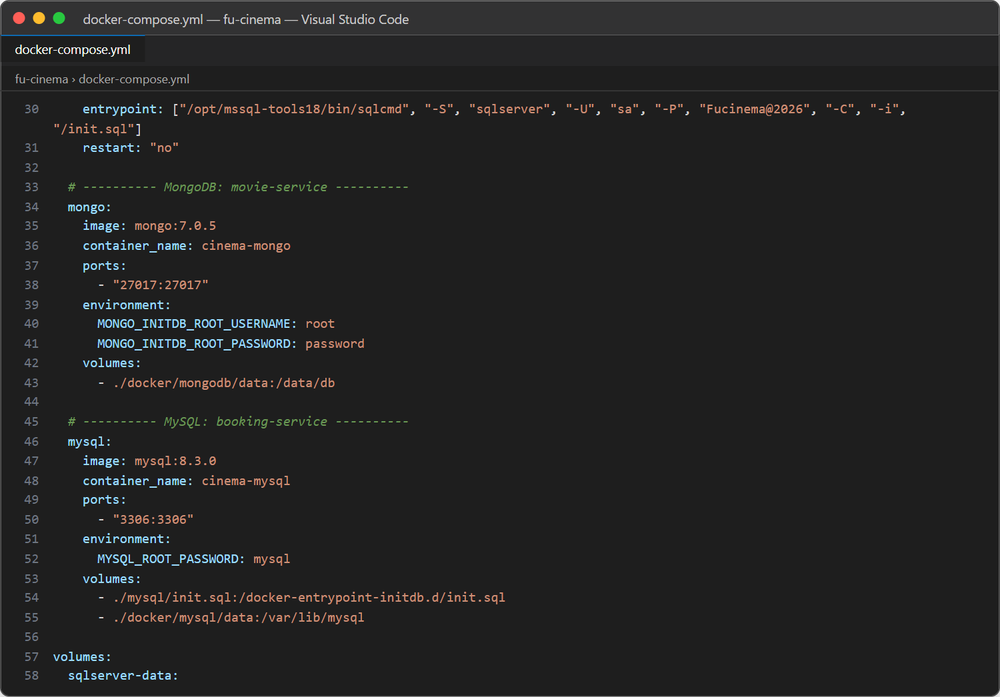 docker-compose.yml — fu-cinema — Visual Studio Code
docker-compose.yml
fu-cinema › docker-compose.yml
30 entrypoint: ["/opt/mssql-tools18/bin/sqlcmd", "-S", "sqlserver", "-U", "sa", "-P", "Fucinema@2026", "-C", "-i",
"/init.sql"]
31 restart: "no"
32
33 # ---------- MongoDB: movie-service ----------
34 mongo:
35 image: mongo:7.0.5
36 container_name: cinema-mongo
37 ports:
38 - "27017:27017"
39 environment:
40 MONGO_INITDB_ROOT_USERNAME: root
41 MONGO_INITDB_ROOT_PASSWORD: password
42 volumes:
43 - ./docker/mongodb/data:/data/db
44
45 # ---------- MySQL: booking-service ----------
46 mysql:
47 image: mysql:8.3.0
48 container_name: cinema-mysql
49 ports:
50 - "3306:3306"
51 environment:
52 MYSQL_ROOT_PASSWORD: mysql
53 volumes:
54 - ./mysql/init.sql:/docker-entrypoint-initdb.d/init.sql
55 - ./docker/mysql/data:/var/lib/mysql
56
57 volumes:
58 sqlserver-data: